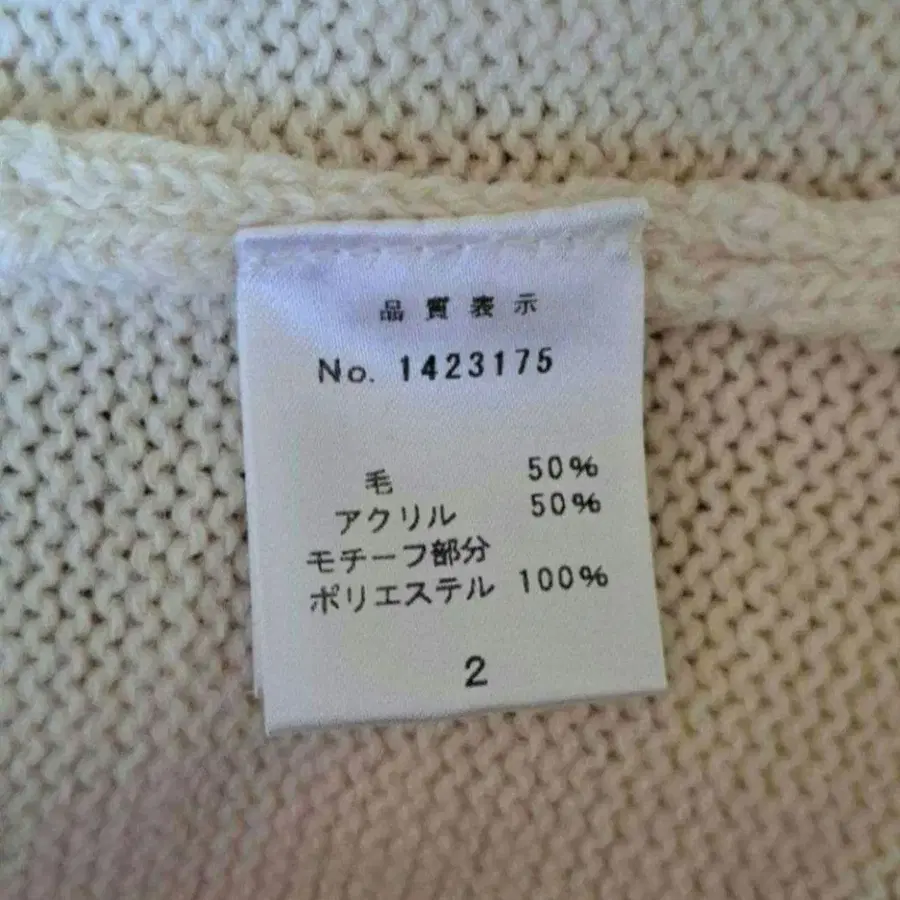 品質表示
No. 1423175
毛 50%
アクリル 50%
モチーフ部分
ポリエステル 100%
2